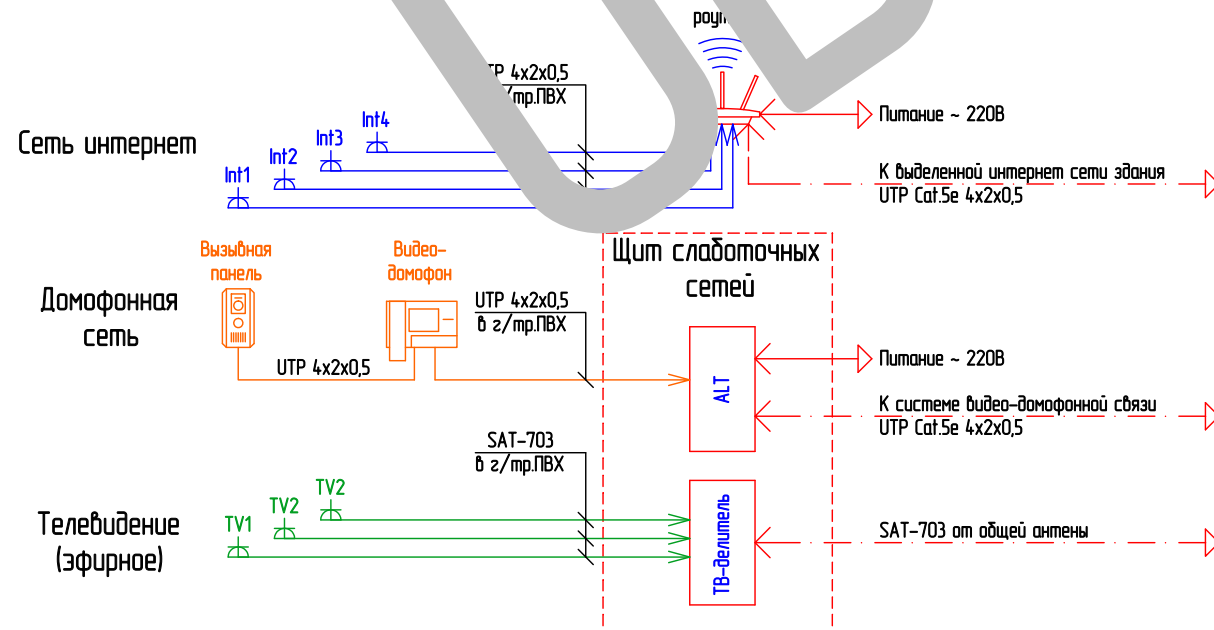 UTP 4x2x0,5
г/тр.ПВХ
Int4
Int3
Int2
Int1
Сеть интернет
Питание ~ 220В
К выделенной интернет сети здания
UTP Cat.5e 4x2x0,5
Щит слаботочных
сетей
Вызывная
панель
Видео-
домофон
Домофонная
сеть
UTP 4x2x0,5
UTP 4x2x0,5
в г/тр.ПВХ
ALT
Питание ~ 220В
К системе видео-домофонной связи
UTP Cat.5e 4x2x0,5
SAT-703
в г/тр.ПВХ
TV2
TV2
TV1
Телевидение
(эфирное)
ТВ-делитель
SAT-703 от общей антены